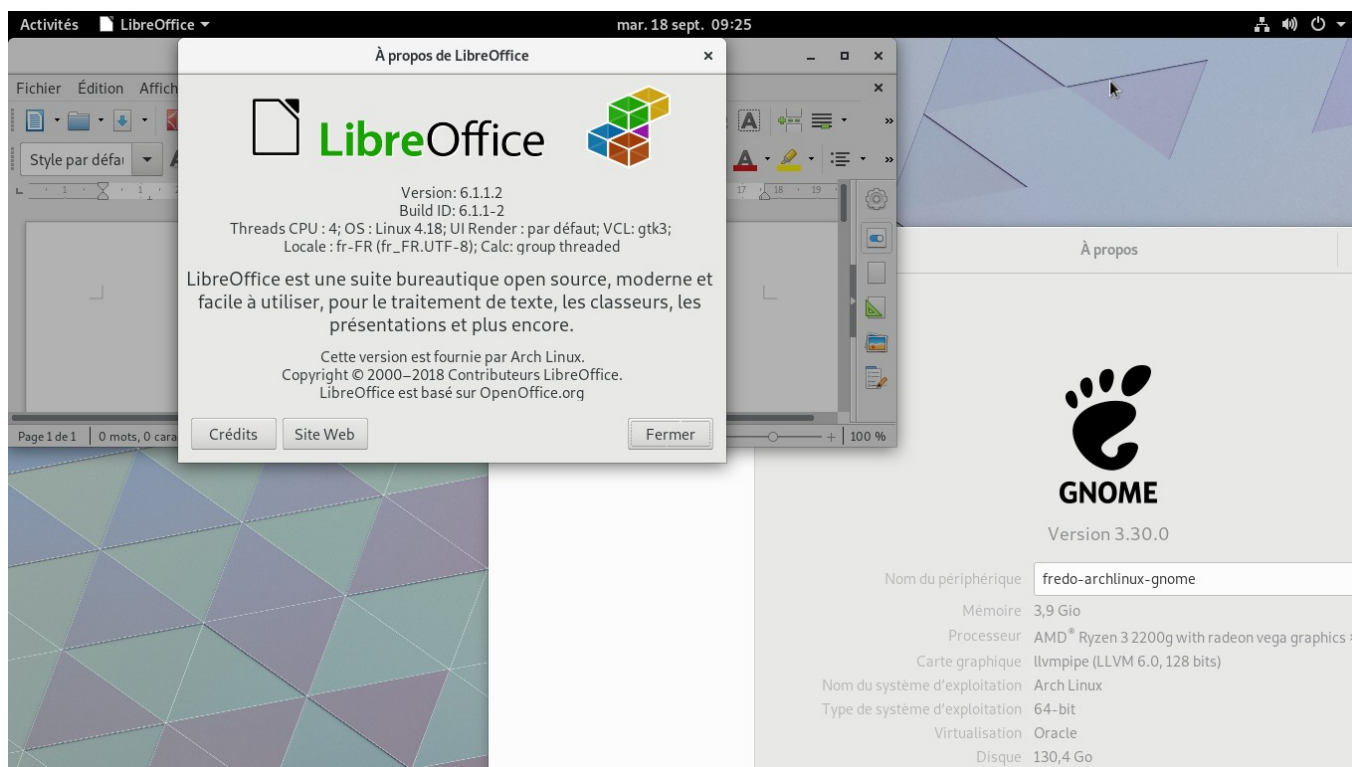 Activités LibreOffice mar. 18 sept. 09:25
À propos de LibreOffice
Fichier Édition Affich
Style par défau
1 1 17 18 19
LibreOffice
Version: 6.1.1.2
Build ID: 6.1.1-2
Threads CPU : 4; OS : Linux 4.18; UI Render : par défaut; VCL: gtk3;
Locale : fr-FR (fr_FR.UTF-8); Calc: group threaded
LibreOffice est une suite bureautique open source, moderne et
facile à utiliser, pour le traitement de texte, les classeurs, les
présentations et plus encore.
Cette version est fournie par Arch Linux.
Copyright © 2000–2018 Contributeurs LibreOffice.
LibreOffice est basé sur OpenOffice.org
Crédits Site Web Fermer
Page 1 de 1 0 mots, 0 cara 100 %
À propos
GNOME
Version 3.30.0
Nom du périphérique fredo-archlinux-gnome
Mémoire 3,9 Gio
Processeur AMD® Ryzen 3 2200g with radeon vega graphics
Carte graphique llvmpipe (LLVM 6.0, 128 bits)
Nom du système d'exploitation Arch Linux
Type de système d'exploitation 64-bit
Virtualisation Oracle
Disque 130,4 Go